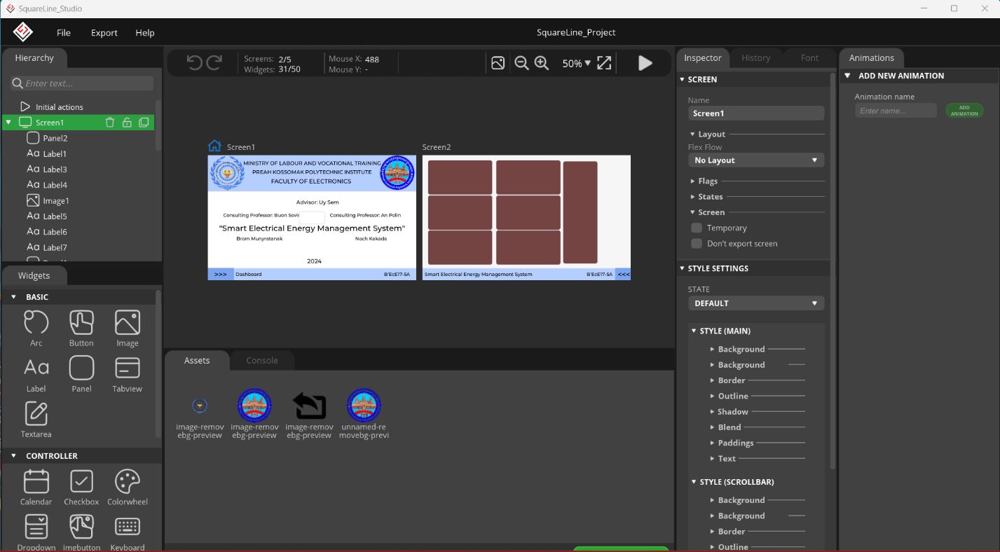 SquareLine_Studio
File
Export
Help
SquareLine_Project
Hierarchy
Enter text...
Initial actions
Screen1
Panel2
Label1
Label3
Label4
Image1
Label5
Label6
Label7
Widgets
BASIC
Arc
Button
Image
Label
Panel
Tabview
Textarea
CONTROLLER
Calendar
Checkbox
Colorwheel
Dropdown
Imgbutton
Keyboard
Screens: 2/5
Widgets: 31/50
Mouse X: 488
Mouse Y: -
50%
Screen1
MINISTRY OF LABOUR AND VOCATIONAL TRAINING
PREAH KOSSOMAK POLYTECHNIC INSTITUTE
FACULTY OF ELECTRONICS
Advisor: Uy Sem
Consulting Professor: Buon
Consulting Professor: An Polin
"Smart Electrical Energy Management System"
Brorn Munyratanak
Noch Kakada
2024
>>>
Dashboard
B'EcE17-5A
Screen2
Smart Electrical Energy Management System
B'EcE17-5A
<<<
Assets
Console
image-remov
ebg-preview
image-remov
ebg-preview
image-remov
ebg-preview
unnamed-re
movebg-previ
Inspector
History
Font
SCREEN
Name
Screen1
Layout
Flex Flow
No Layout
Flags
States
Screen
Temporary
Don't export screen
STYLE SETTINGS
STATE
DEFAULT
STYLE (MAIN)
Background
Background
Border
Outline
Shadow
Blend
Paddings
Text
STYLE (SCROLLBAR)
Background
Background
Border
Outline
Animations
ADD NEW ANIMATION
Animation name
Enter name...
ADD
ANIMATION